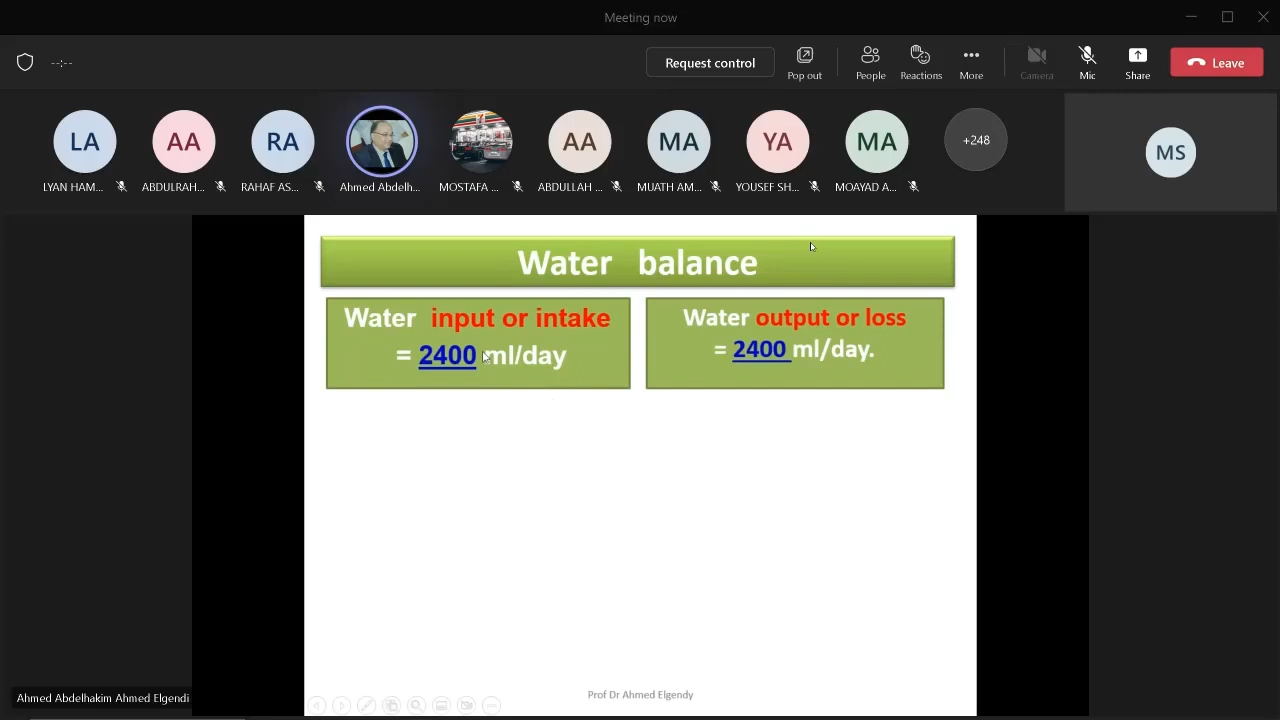 Meeting now
--:--
Request control
Pop out
People
Reactions
More
Camera
Mic
Share
Leave
LA
AA
RA
AA
MA
YA
MA
+248
MS
LYAN HAM...
ABDULRAH...
RAHAF AS...
Ahmed Abdelh...
MOSTAFA ...
ABDULLAH ...
MUATH AM...
YOUSEF SH...
MOAYAD A...
Water balance
Water input or intake
= 2400 ml/day
Water output or loss
= 2400 ml/day.
Prof Dr Ahmed Elgendy
Ahmed Abdelhakim Ahmed Elgendi